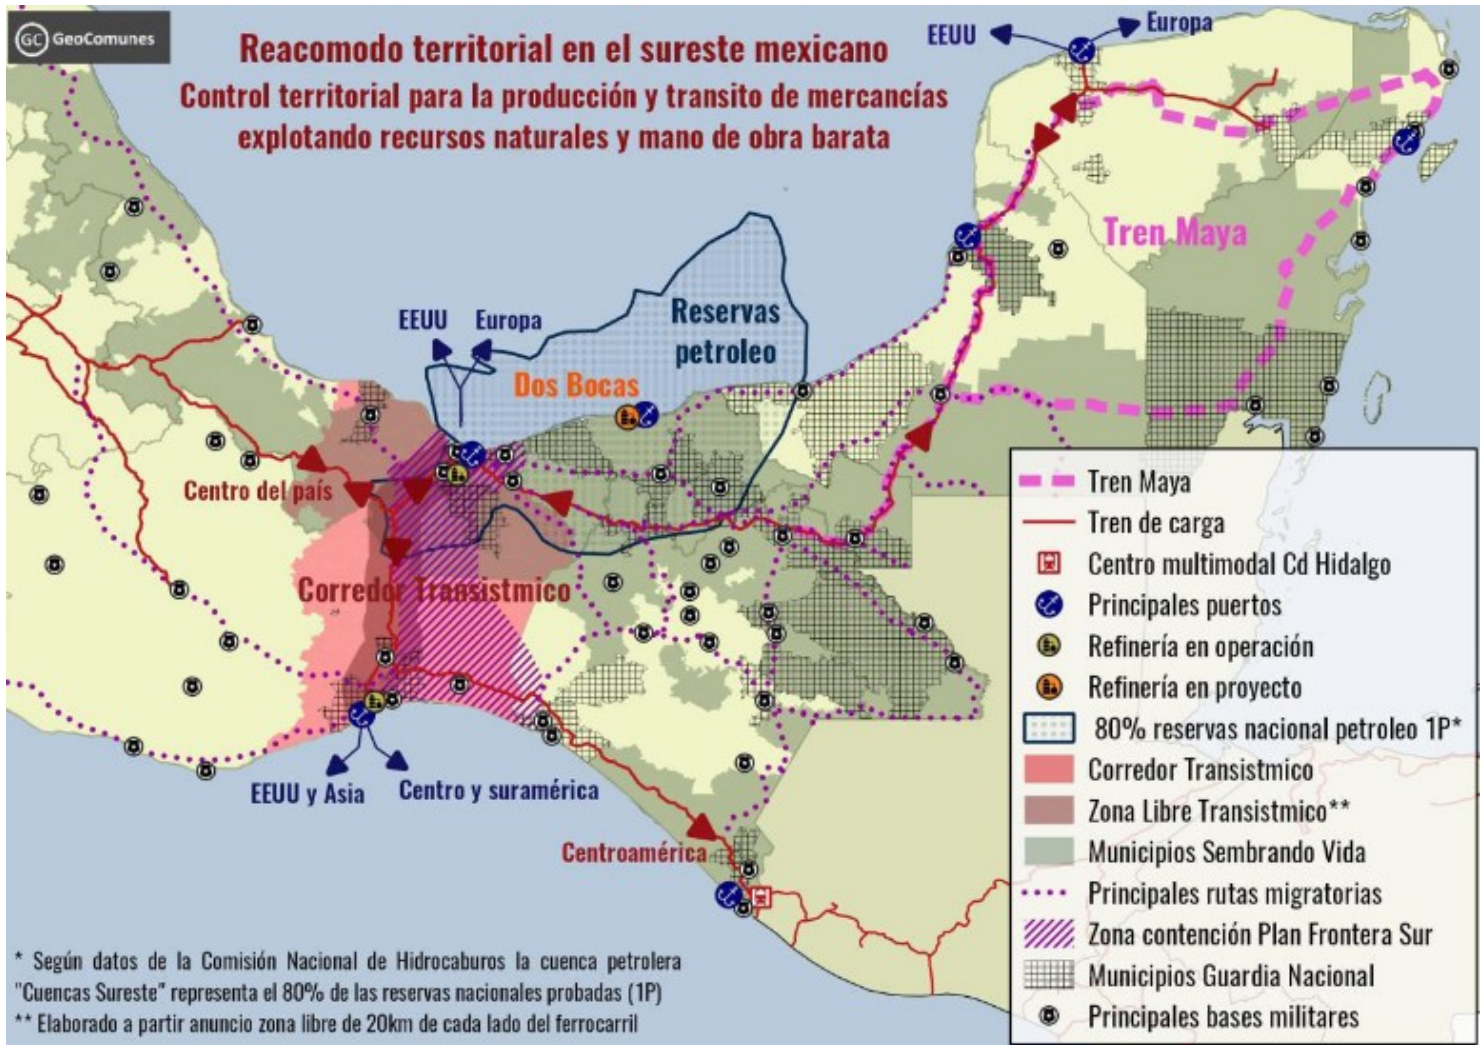 GC GeoComunes
Reacomodo territorial en el sureste mexicano
Control territorial para la producción y transito de mercancías
explotando recursos naturales y mano de obra barata
EEUU
Europa
Tren Maya
EEUU
Europa
Reservas
petroleo
Dos Bocas
Centro del país
Corredor Transístmico
EEUU y Asia
Centro y suramérica
Centroamérica
Tren Maya
Tren de carga
Centro multimodal Cd Hidalgo
Principales puertos
Refinería en operación
Refinería en proyecto
80% reservas nacional petroleo 1P*
Corredor Transistmico
Zona Libre Transistmico**
Municipios Sembrando Vida
Principales rutas migratorias
Zona contención Plan Frontera Sur
Municipios Guardia Nacional
Principales bases militares
* Según datos de la Comisión Nacional de Hidrocaburos la cuenca petrolera
"Cuencas Sureste" representa el 80% de las reservas nacionales probadas (1P)
** Elaborado a partir anuncio zona libre de 20km de cada lado del ferrocarril